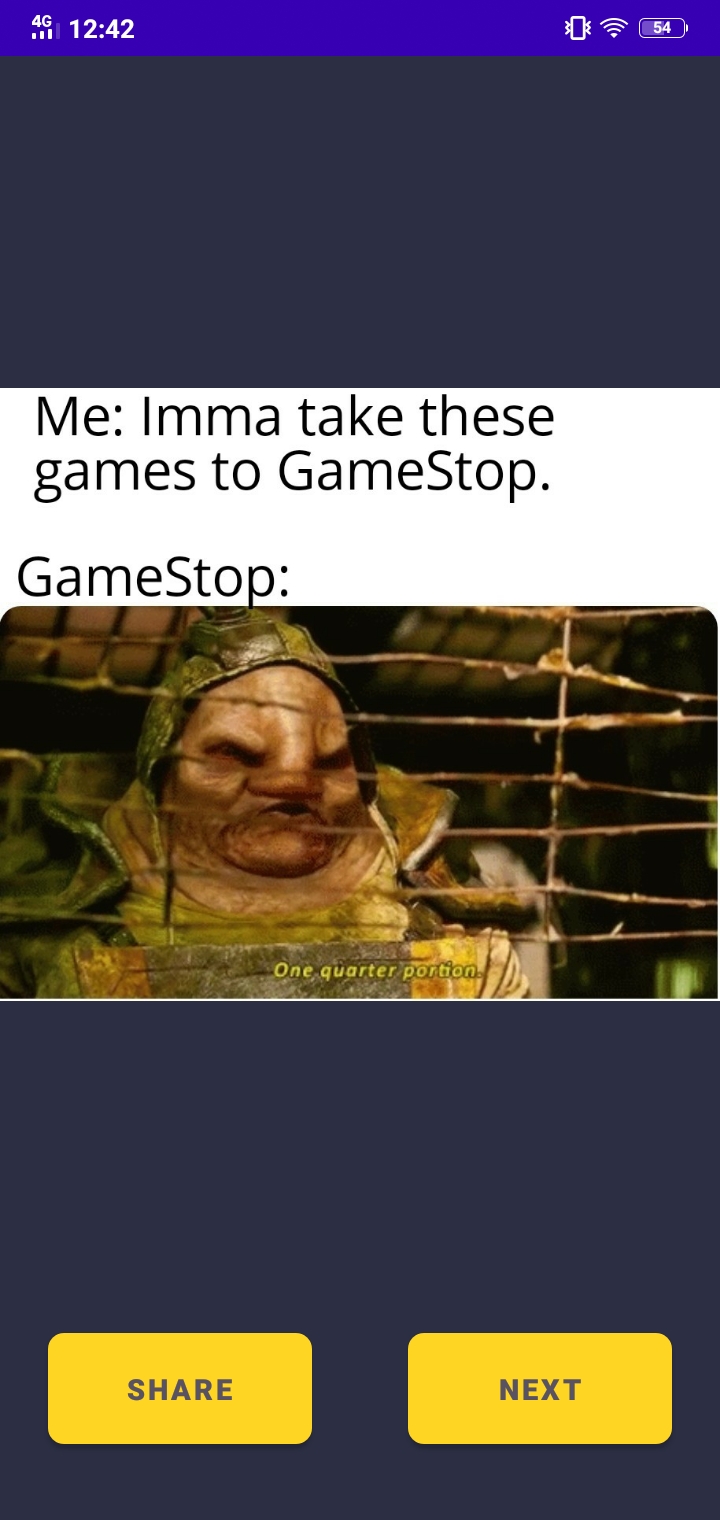 4G 12:42 54
Me: Imma take these
games to GameStop.
GameStop:
One quarter portion.
SHARE NEXT